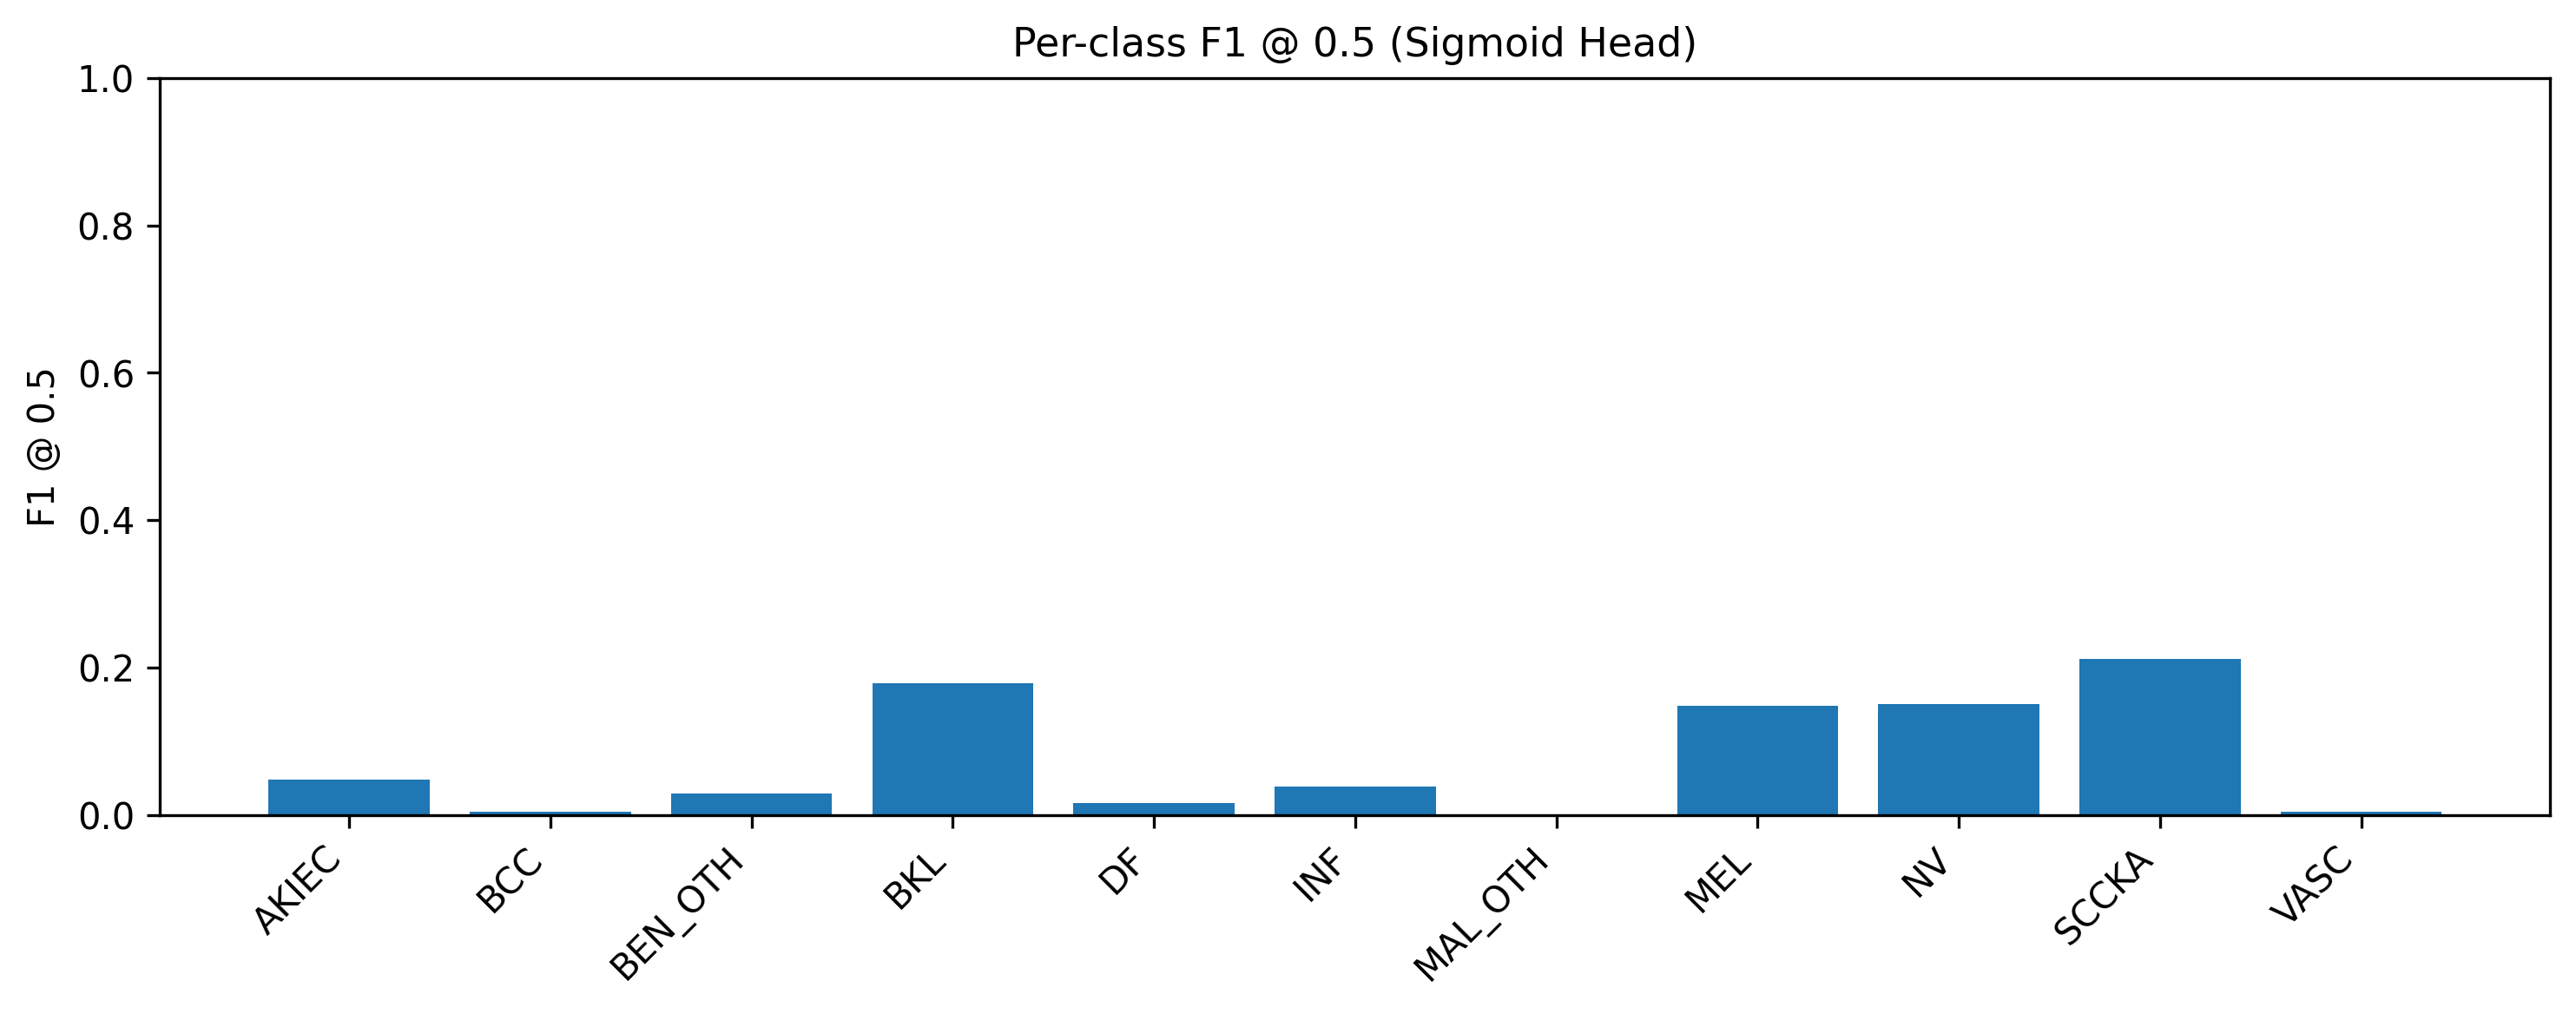 Per-class F1 @ 0.5 (Sigmoid Head)
1.0
0.8
0.6
0.4
0.2
0.0
F1 @ 0.5
AKIEC
BCC
BEN_OTH
BKL
DF
INF
MAL_OTH
MEL
NV
SCCKA
VASC